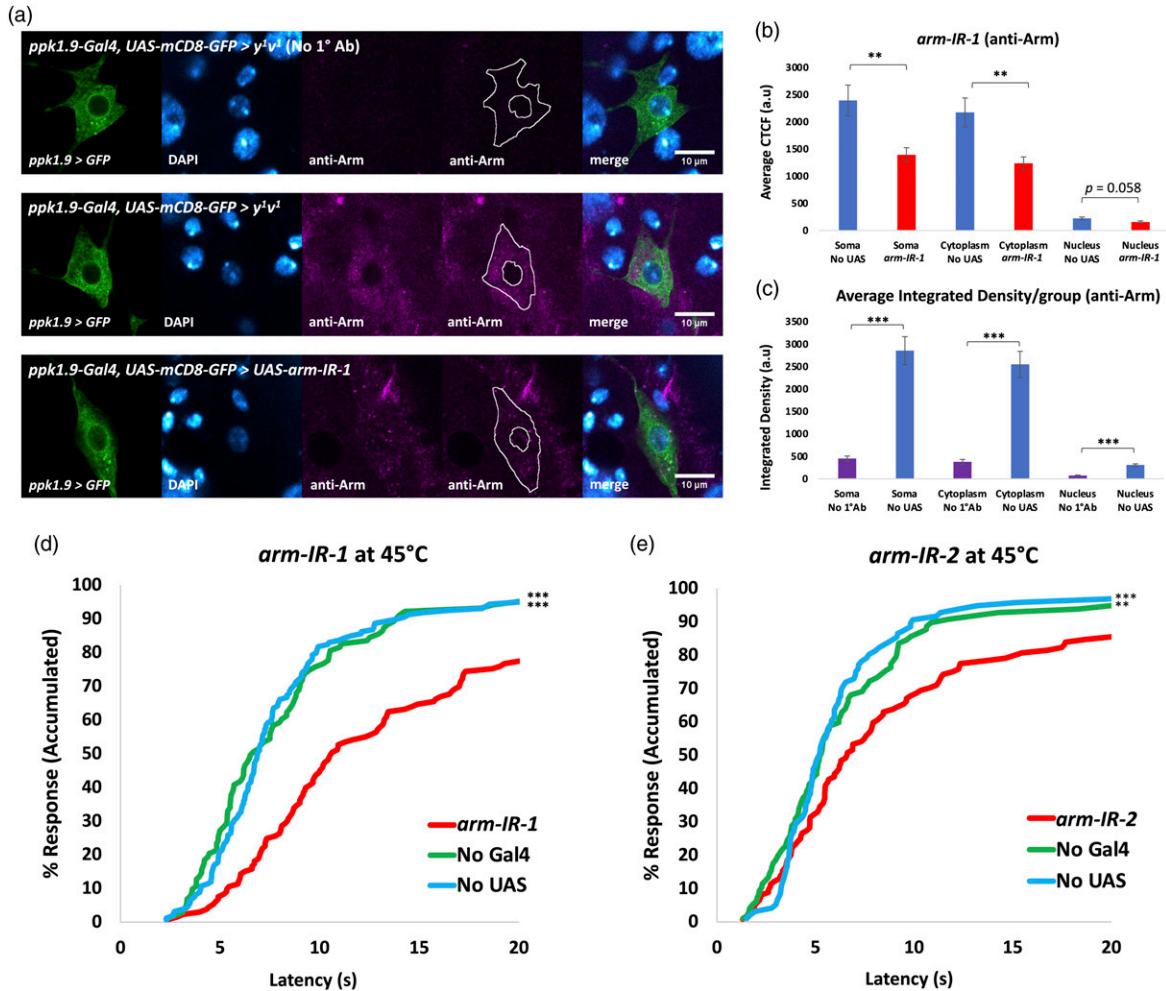 (a)
ppk1.9-Gal4, UAS-mCD8-GFP > y¹v¹ (No 1° Ab)
ppk1.9 > GFP
DAPI
anti-Arm
anti-Arm
merge
10 µm
ppk1.9-Gal4, UAS-mCD8-GFP > y¹v¹
ppk1.9 > GFP
DAPI
anti-Arm
anti-Arm
merge
10 µm
ppk1.9-Gal4, UAS-mCD8-GFP > UAS-arm-IR-1
ppk1.9 > GFP
DAPI
anti-Arm
anti-Arm
merge
10 µm
(b)
arm-IR-1 (anti-Arm)
Average CTCF (a.u)
3000
2500
2000
1500
1000
500
0
**
**
p = 0.058
Soma
No UAS
Soma
arm-IR-1
Cytoplasm
No UAS
Cytoplasm
arm-IR-1
Nucleus
No UAS
Nucleus
arm-IR-1
(c)
Average Integrated Density/group (anti-Arm)
Integrated Density (a.u)
3500
3000
2500
2000
1500
1000
500
0
***
***
***
Soma
No 1°Ab
Soma
No UAS
Cytoplasm
No 1°Ab
Cytoplasm
No UAS
Nucleus
No 1°Ab
Nucleus
No UAS
(d)
arm-IR-1 at 45°C
% Response (Accumulated)
100
90
80
70
60
50
40
30
20
10
0
***
***
arm-IR-1
No Gal4
No UAS
0
5
10
15
20
Latency (s)
(e)
arm-IR-2 at 45°C
% Response (Accumulated)
100
90
80
70
60
50
40
30
20
10
0
***
**
arm-IR-2
No Gal4
No UAS
0
5
10
15
20
Latency (s)